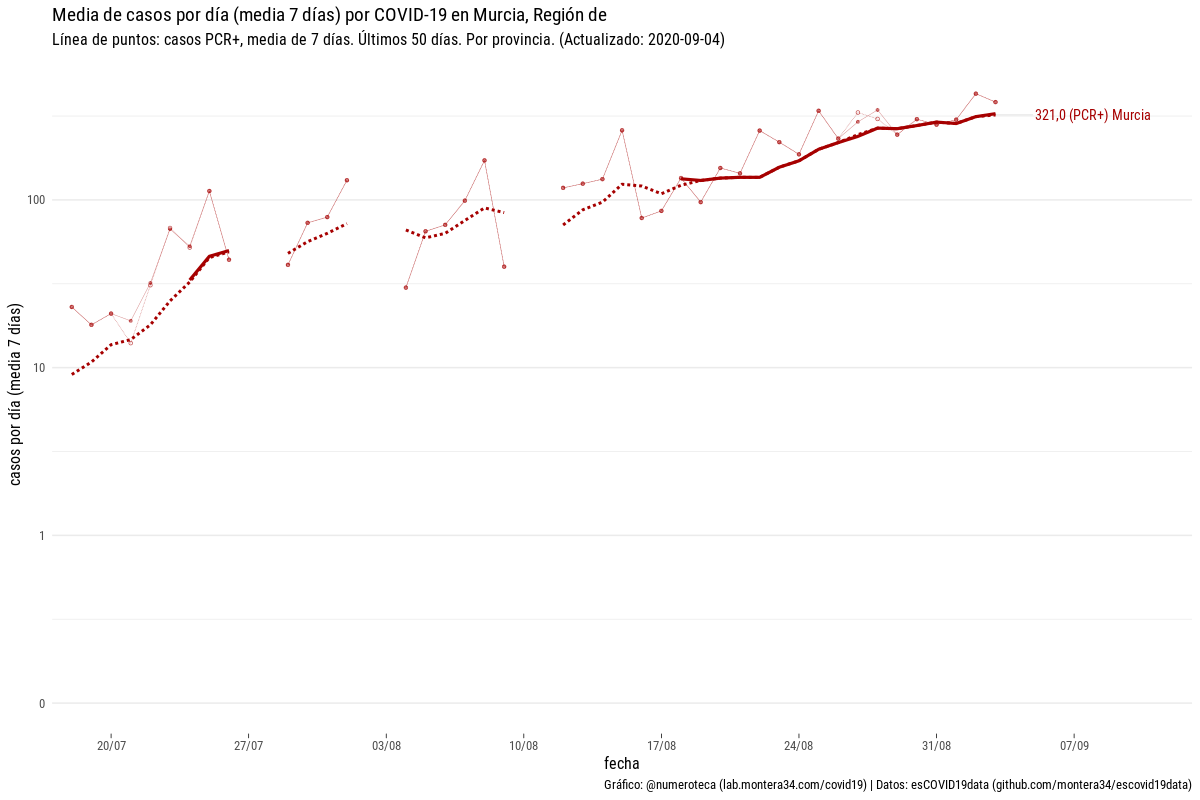 Media de casos por día (media 7 días) por COVID-19 en Murcia, Región de
Línea de puntos: casos PCR+, media de 7 días. Últimos 50 días. Por provincia. (Actualizado: 2020-09-04)
casos por día (media 7 días)
321,0 (PCR+) Murcia
100
10
1
0
20/07
27/07
03/08
10/08
17/08
24/08
31/08
07/09
fecha
Gráfico: @numeroteca (lab.montera34.com/covid19) | Datos: esCOVID19data (github.com/montera34/escovid19data)